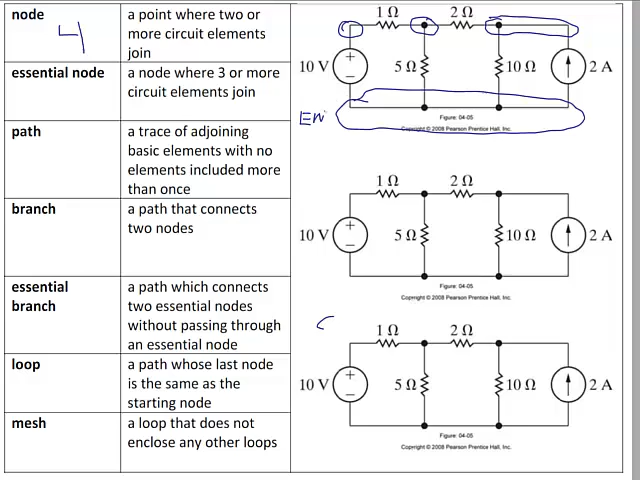 node
a point where two or
more circuit elements
join
4
essential node
a node where 3 or more
circuit elements join
path
a trace of adjoining
basic elements with no
elements included more
than once
branch
a path that connects
two nodes
essential
branch
a path which connects
two essential nodes
without passing through
an essential node
loop
a path whose last node
is the same as the
starting node
mesh
a loop that does not
enclose any other loops
1 Ω 2 Ω
10 V + − 5 Ω 10 Ω 2 A
EN
Figure: 04-05
Copyright © 2008 Pearson Prentice Hall, Inc.
1 Ω 2 Ω
10 V + − 5 Ω 10 Ω 2 A
Figure: 04-05
Copyright © 2008 Pearson Prentice Hall, Inc.
1 Ω 2 Ω
10 V + − 5 Ω 10 Ω 2 A
Figure: 04-05
Copyright © 2008 Pearson Prentice Hall, Inc.